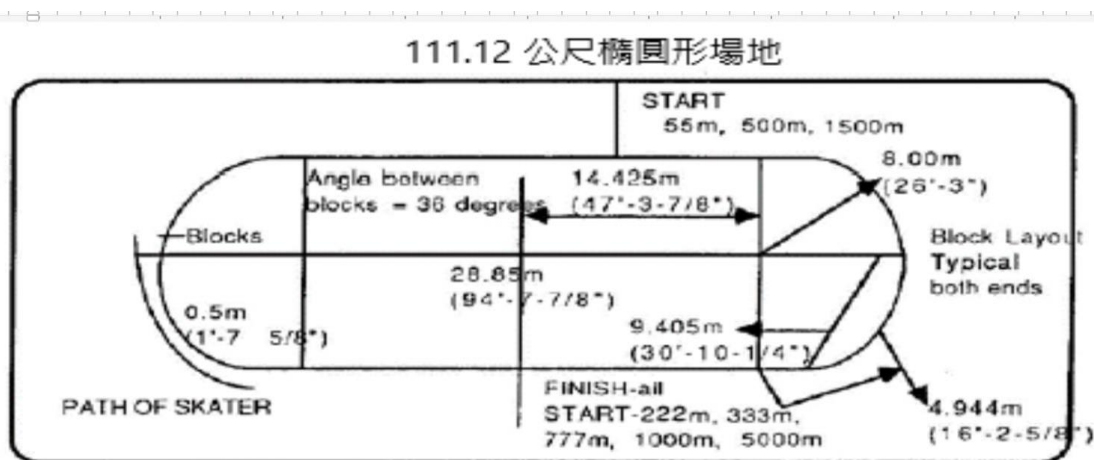 111.12 公尺橢圓形場地
START
55m, 500m, 1500m
8.00m
(26'-3")
Angle between
blocks = 36 degrees
14.425m
(47'-3-7/8")
Blocks
Block Layout
Typical
both ends
28.85m
(94'-7-7/8")
0.5m
(1'-7 5/8")
9.405m
(30'-10-1/4")
PATH OF SKATER
FINISH-all
START-222m, 333m,
777m, 1000m, 5000m
4.944m
(16'-2-5/8")